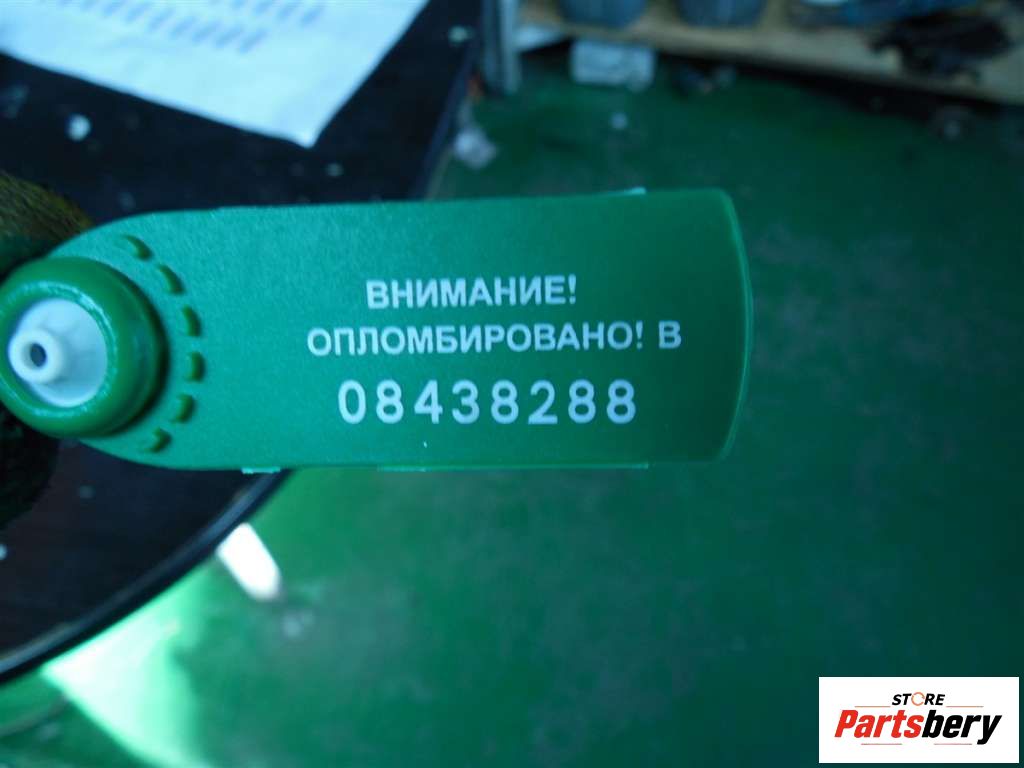 ВНИМАНИЕ!
ОПЛОМБИРОВАНО! В
08438288
STORE
Partsbery